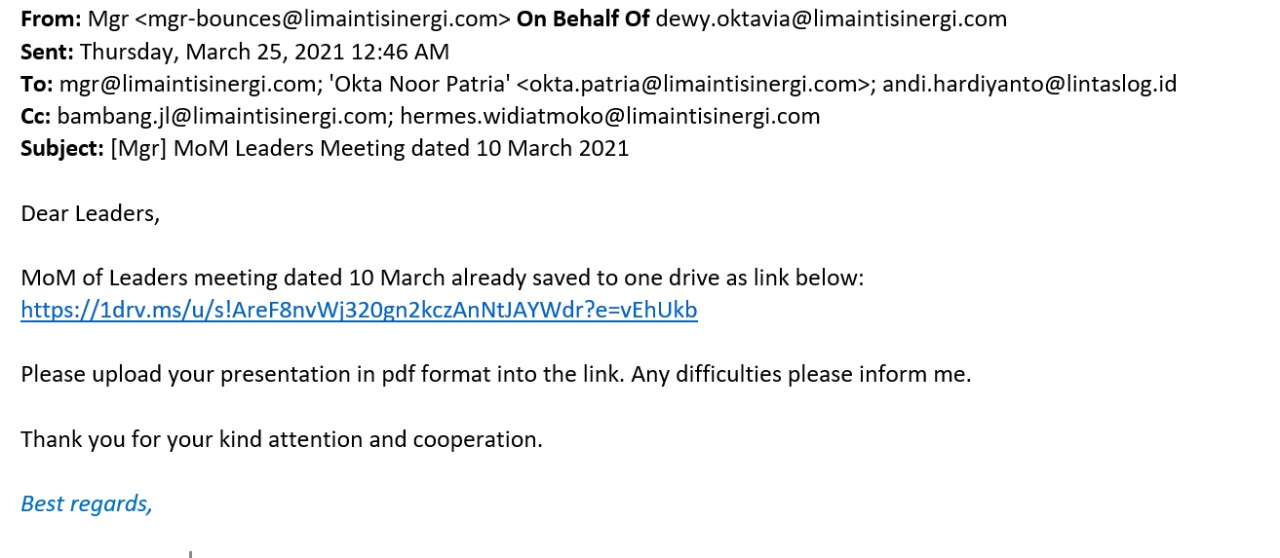 From: Mgr <mgr-bounces@limaintisinergi.com> On Behalf Of dewy.oktavia@limaintisinergi.com
Sent: Thursday, March 25, 2021 12:46 AM
To: mgr@limaintisinergi.com; 'Okta Noor Patria' <okta.patria@limaintisinergi.com>; andi.hardiyanto@lintaslog.id
Cc: bambang.jl@limaintisinergi.com; hermes.widiatmoko@limaintisinergi.com
Subject: [Mgr] MoM Leaders Meeting dated 10 March 2021
Dear Leaders,
MoM of Leaders meeting dated 10 March already saved to one drive as link below:
https://1drv.ms/u/s!AreF8nvWj320gn2kczAnNtJAYWdr?e=vEhUkb
Please upload your presentation in pdf format into the link. Any difficulties please inform me.
Thank you for your kind attention and cooperation.
Best regards,